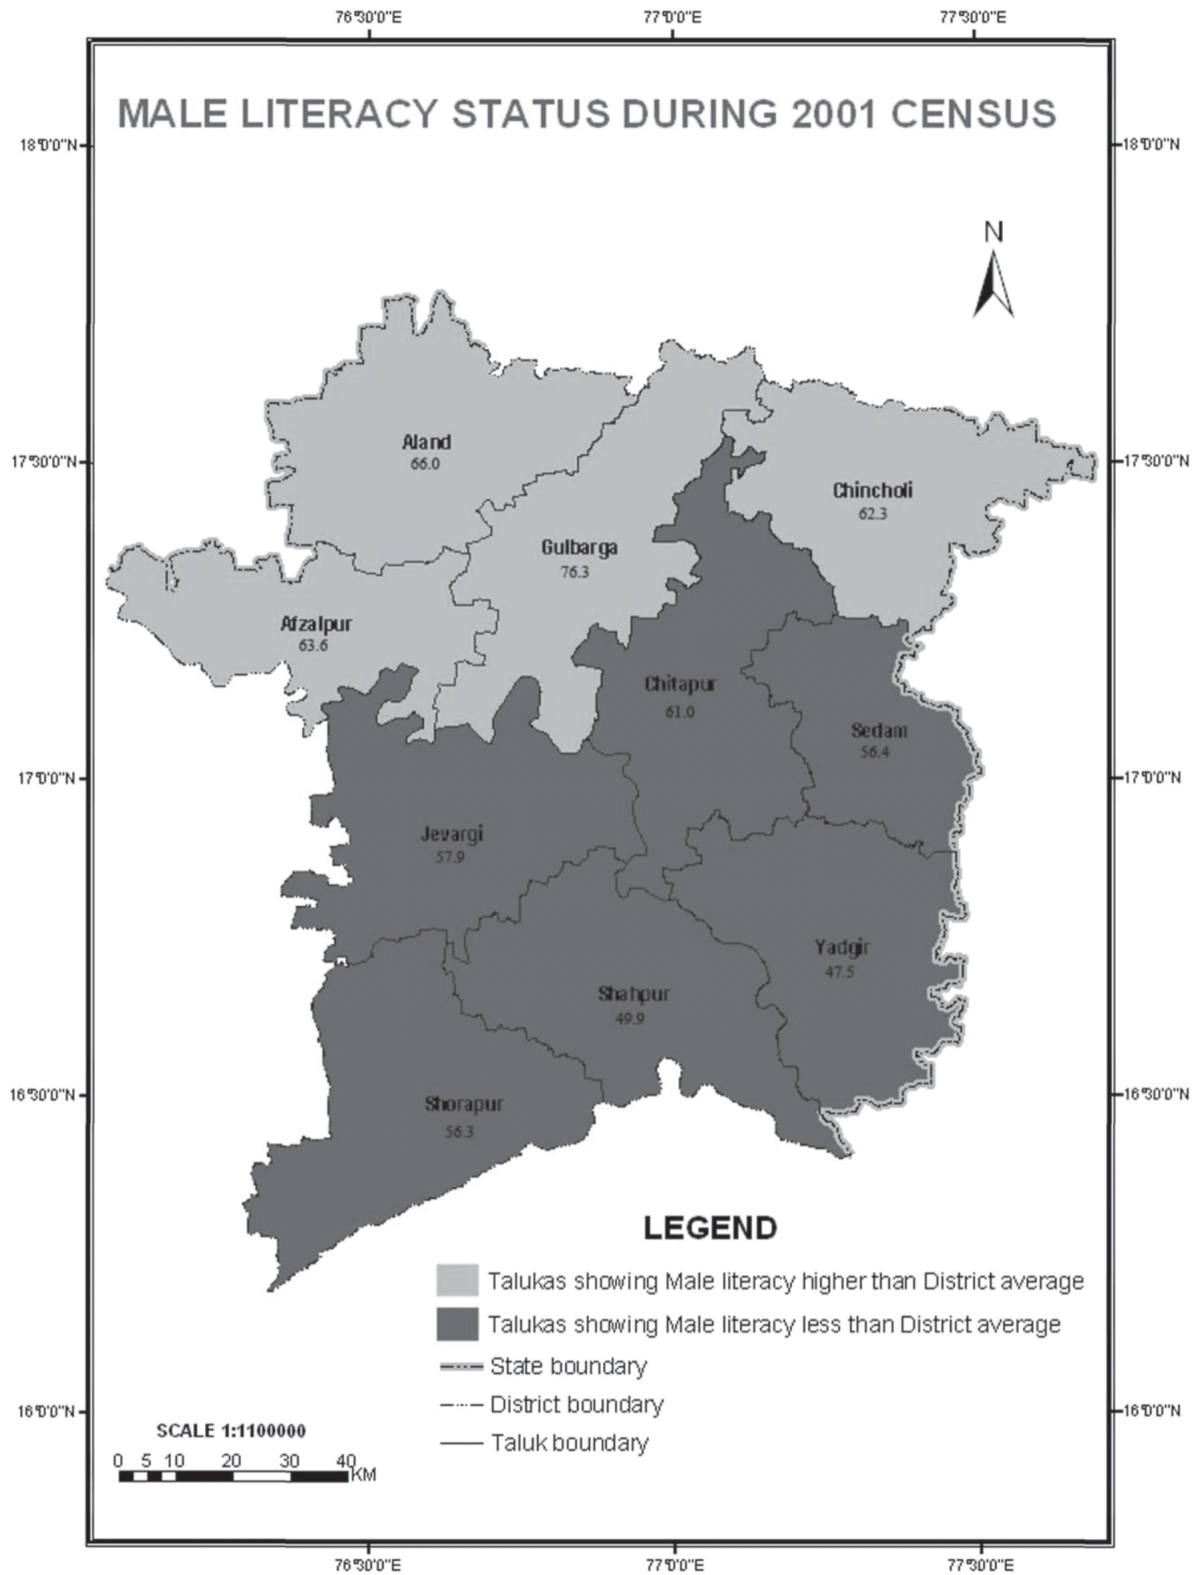 76°30'0"E 77°0'0"E 77°30'0"E
MALE LITERACY STATUS DURING 2001 CENSUS
18°0'0"N 18°0'0"N
N
Aland
66.0
17°30'0"N 17°30'0"N
Chincholi
62.3
Gulbarga
76.3
Afzalpur
63.6
Chitapur
61.0
Sedam
56.4
17°0'0"N 17°0'0"N
Jevargi
57.9
Yadgir
47.5
Shahpur
49.9
16°30'0"N 16°30'0"N
Shorapur
56.3
LEGEND
Talukas showing Male literacy higher than District average
Talukas showing Male literacy less than District average
State boundary
District boundary
Taluk boundary
16°0'0"N 16°0'0"N
SCALE 1:1100000
0 5 10 20 30 40
KM
76°30'0"E 77°0'0"E 77°30'0"E